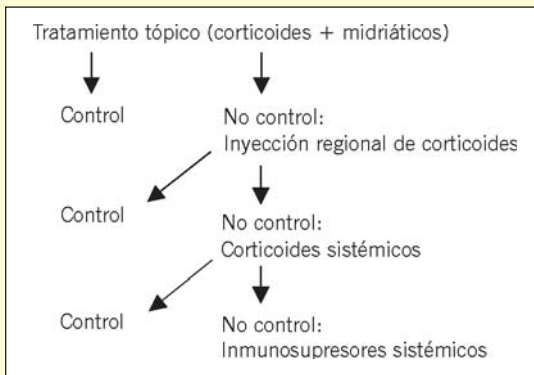 Tratamiento tópico (corticoides + midriáticos)
Control
No control:
Inyección regional de corticoides
Control
No control:
Corticoides sistémicos
Control
No control:
Inmunosupresores sistémicos